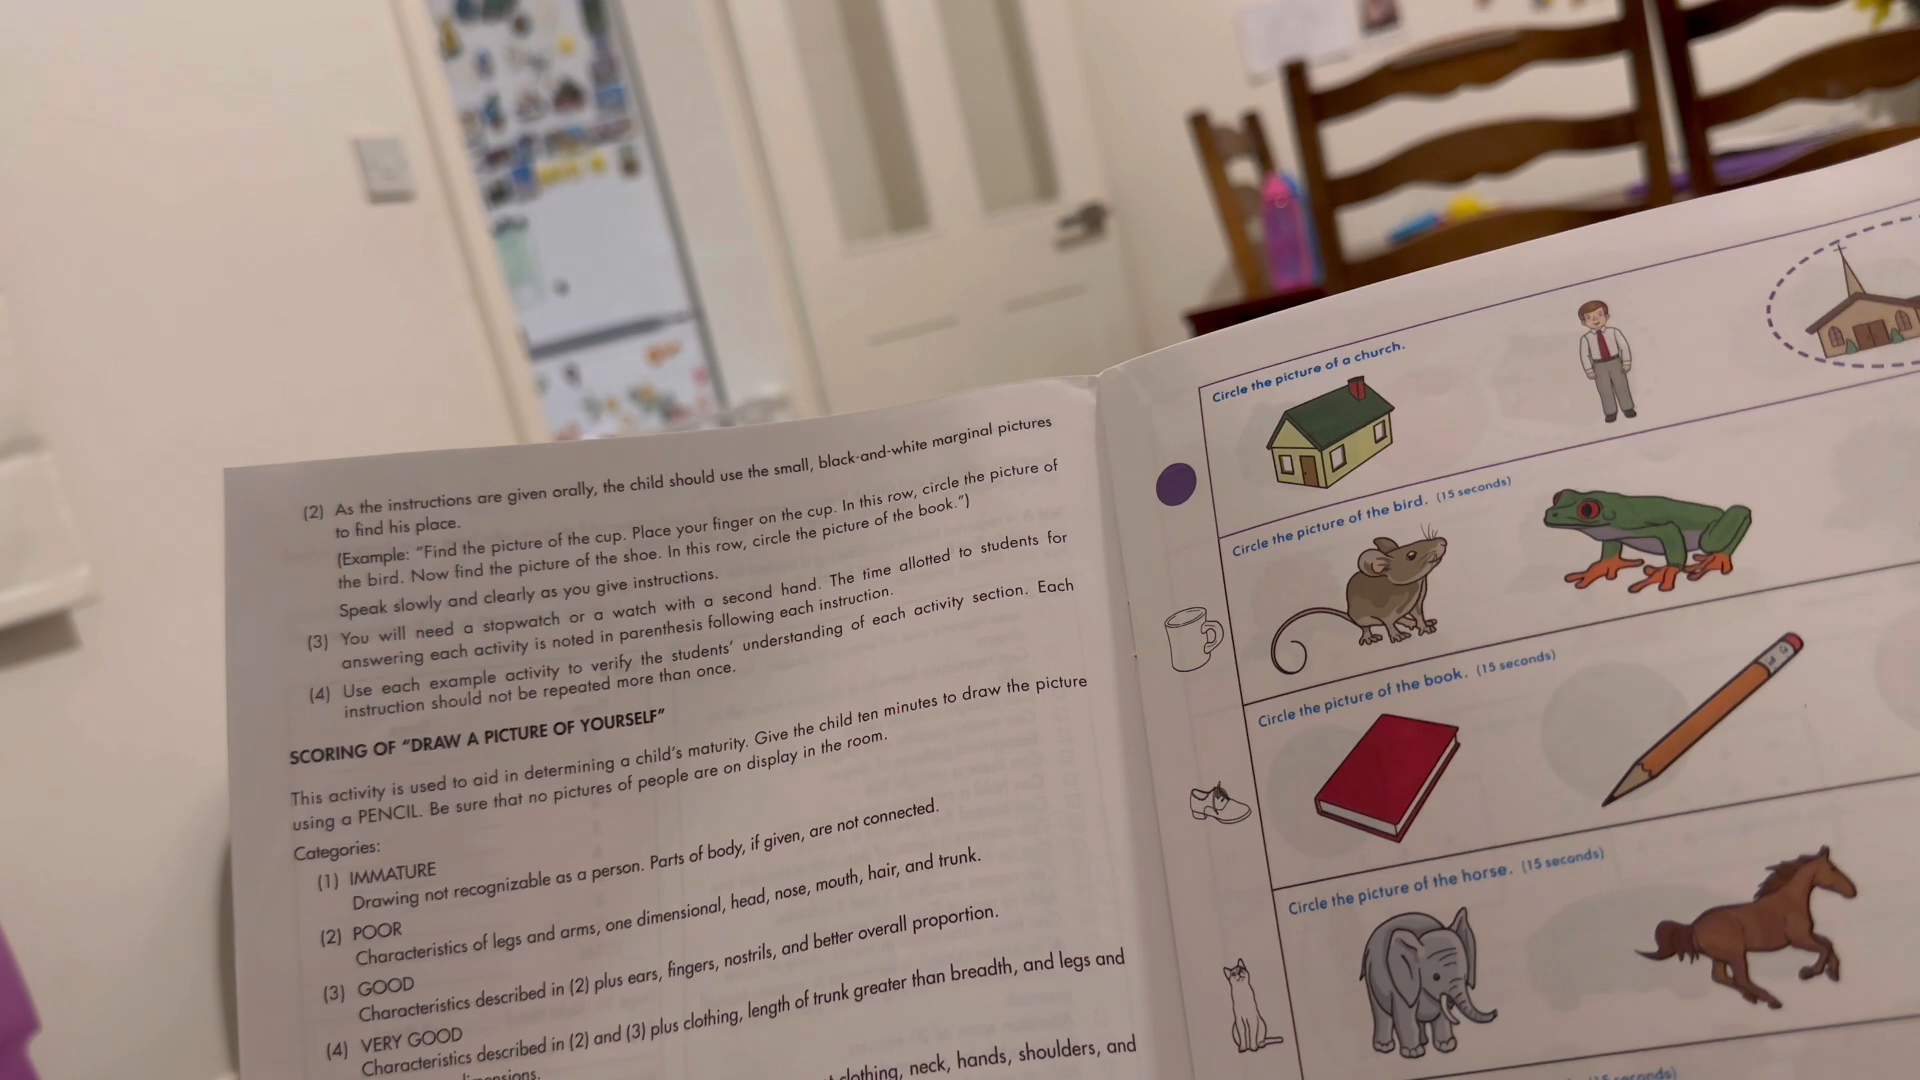 (2) As the instructions are given orally, the child should use the small, black-and-white marginal pictures
to find his place.
(Example: "Find the picture of the cup. Place your finger on the cup. In this row, circle the picture of
the bird. Now find the picture of the shoe. In this row, circle the picture of the book.")
Speak slowly and clearly as you give instructions.
(3) You will need a stopwatch or a watch with a second hand. The time allotted to students for
answering each activity is noted in parenthesis following each instruction.
(4) Use each example activity to verify the students' understanding of each activity section. Each
instruction should not be repeated more than once.
SCORING OF "DRAW A PICTURE OF YOURSELF"
This activity is used to aid in determining a child's maturity. Give the child ten minutes to draw the picture
using a PENCIL. Be sure that no pictures of people are on display in the room.
Categories:
(1) IMMATURE
Drawing not recognizable as a person. Parts of body, if given, are not connected.
(2) POOR
Characteristics of legs and arms, one dimensional, head, nose, mouth, hair, and trunk.
(3) GOOD
Characteristics described in (2) plus ears, fingers, nostrils, and better overall proportion.
(4) VERY GOOD
Characteristics described in (2) and (3) plus clothing, length of trunk greater than breadth, and legs and
clothing, neck, hands, shoulders, and
Circle the picture of a church.
Circle the picture of the bird. (15 seconds)
Circle the picture of the book. (15 seconds)
Circle the picture of the horse. (15 seconds)